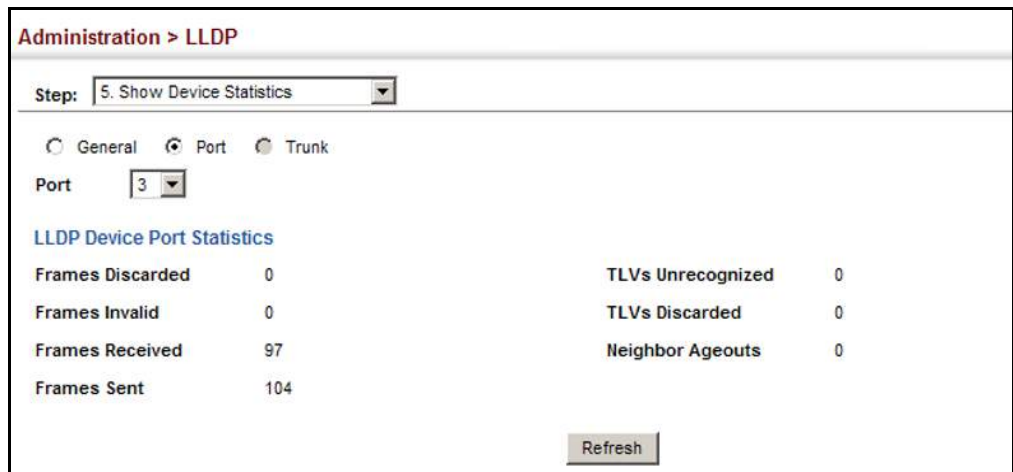 Administration > LLDP
Step: 5. Show Device Statistics
General Port Trunk
Port 3
LLDP Device Port Statistics
Frames Discarded 0 TLVs Unrecognized 0
Frames Invalid 0 TLVs Discarded 0
Frames Received 97 Neighbor Ageouts 0
Frames Sent 104
Refresh